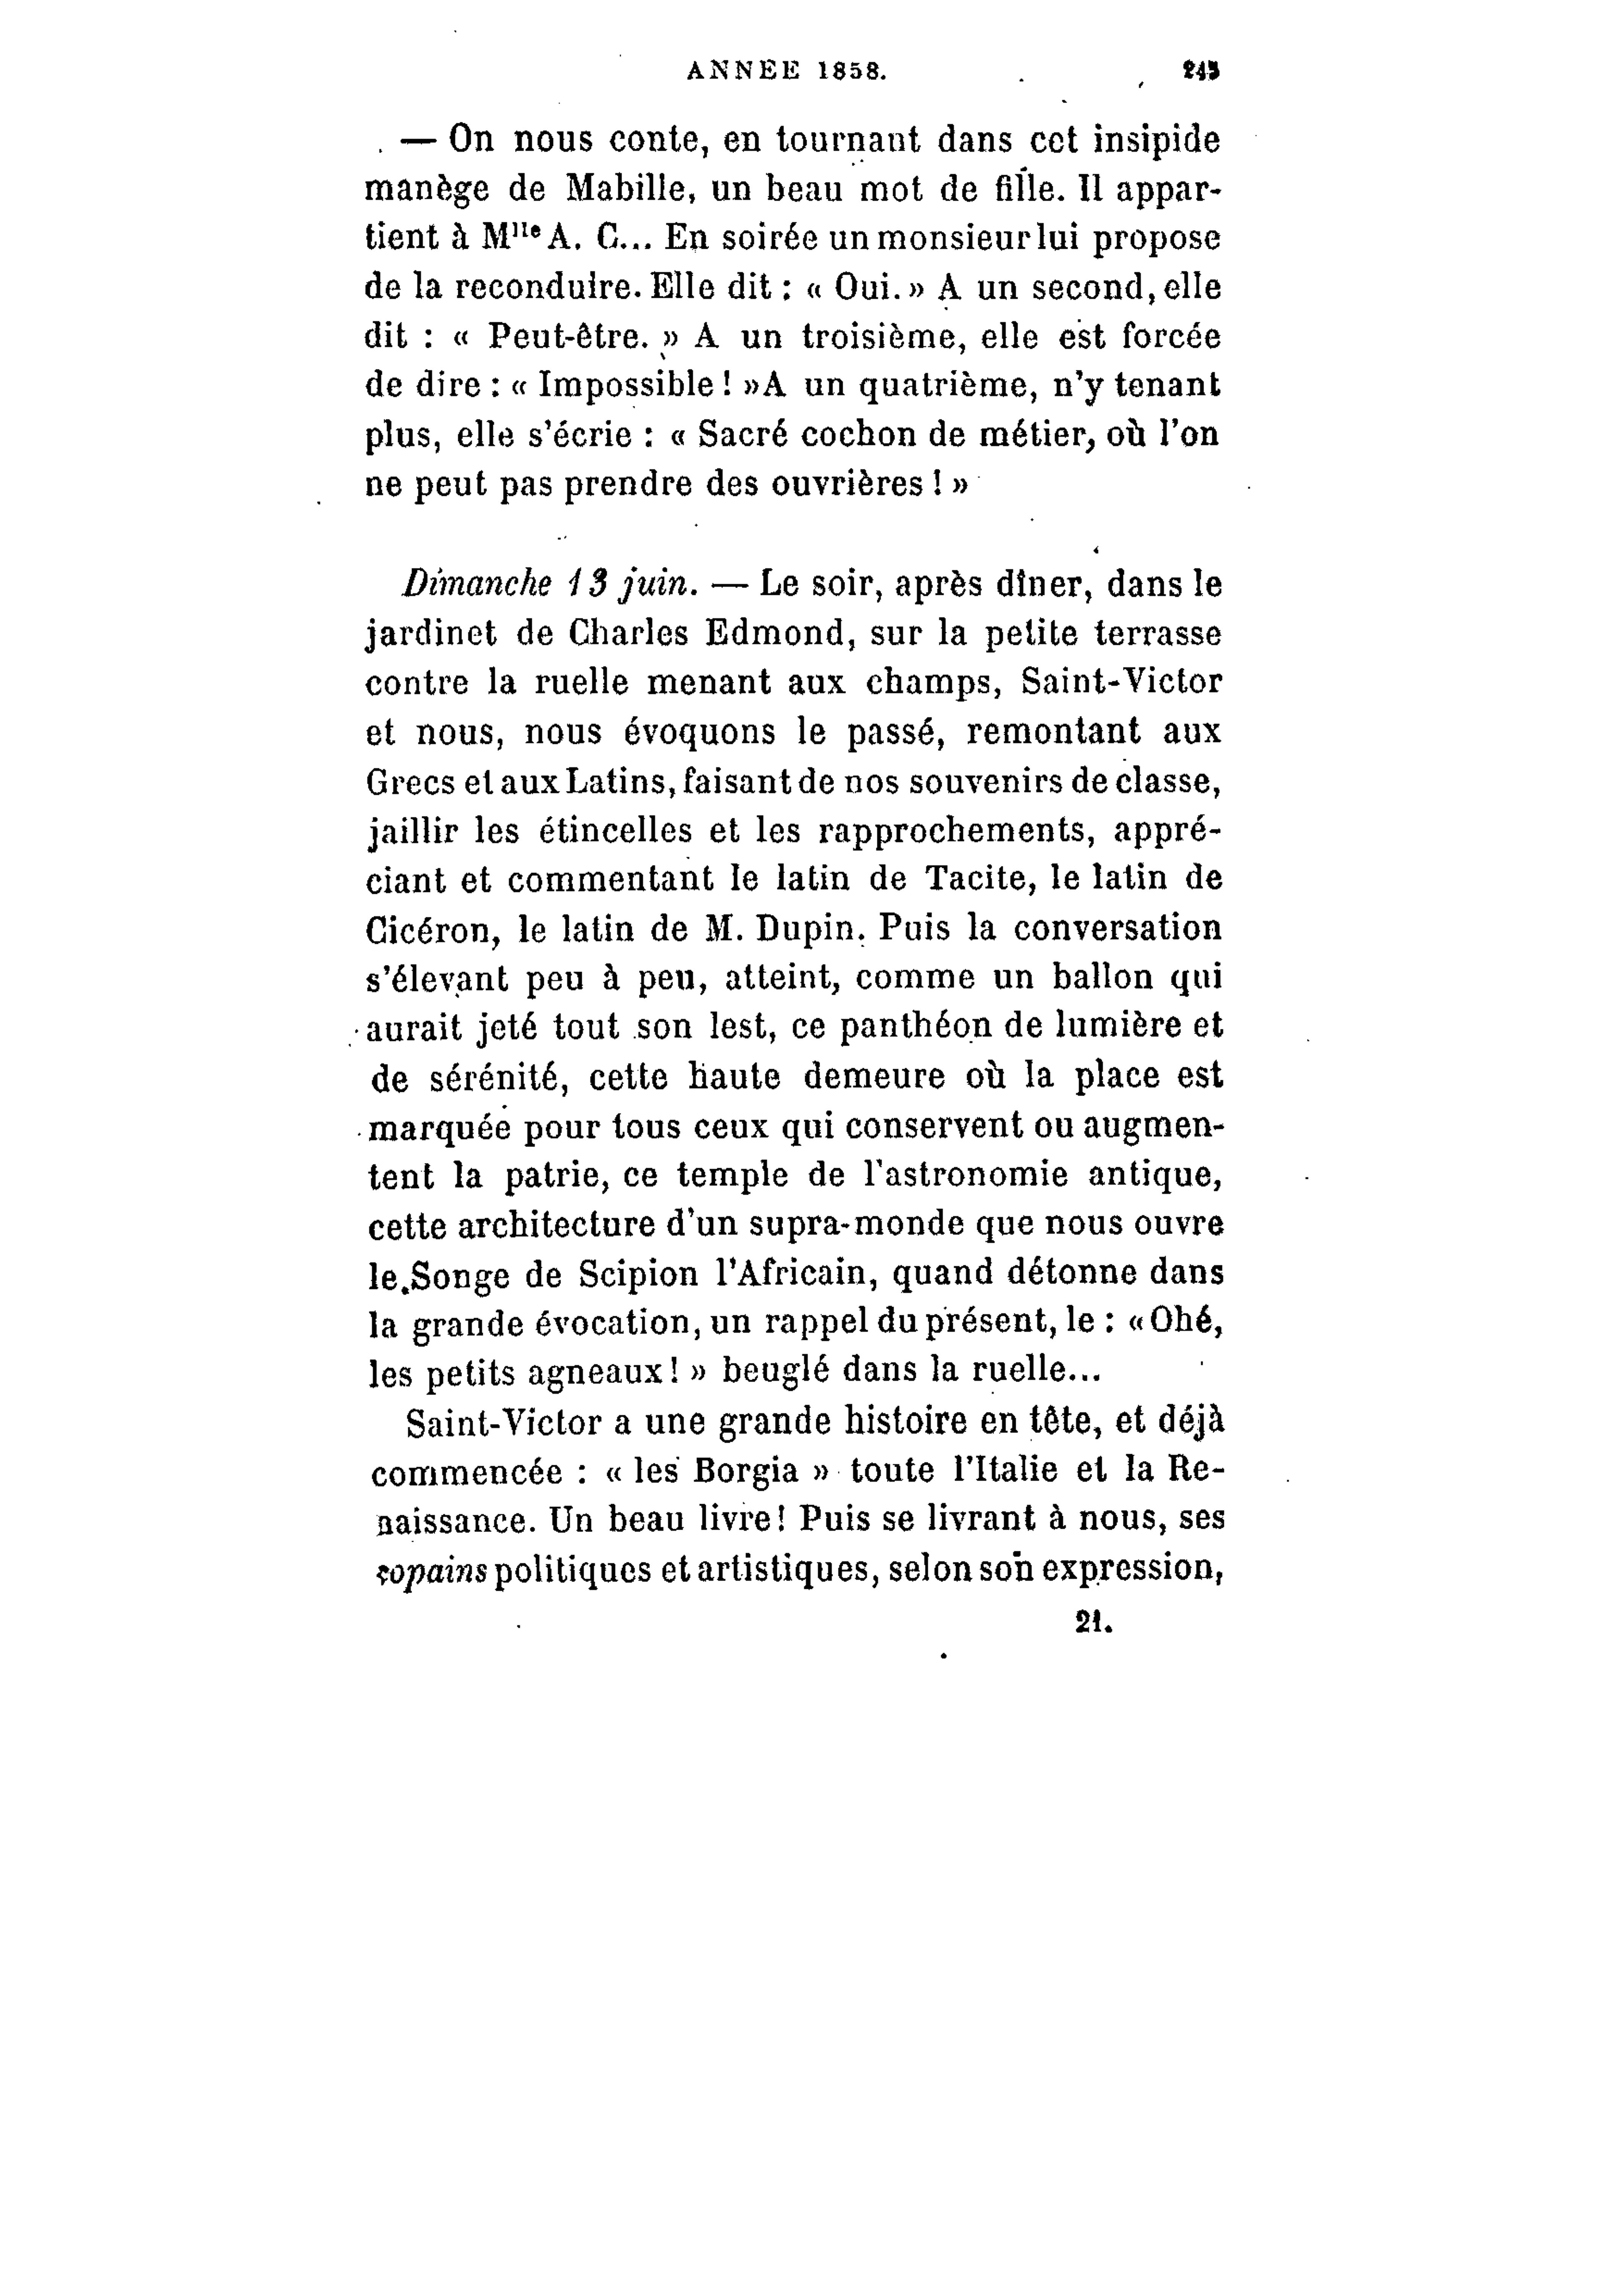 ANNEE 1858. 245
— On nous conte, en tournant dans cet insipide
manège de Mabille, un beau mot de fille. Il appar-
tient à Mlle A. C... En soirée un monsieur lui propose
de la reconduire. Elle dit : « Oui. » A un second, elle
dit : « Peut-être. » A un troisième, elle est forcée
de dire : « Impossible ! » A un quatrième, n'y tenant
plus, elle s'écrie : « Sacré cochon de métier, où l'on
ne peut pas prendre des ouvrières ! »
Dimanche 13 juin. — Le soir, après dîner, dans le
jardinet de Charles Edmond, sur la petite terrasse
contre la ruelle menant aux champs, Saint-Victor
et nous, nous évoquons le passé, remontant aux
Grecs et aux Latins, faisant de nos souvenirs de classe,
jaillir les étincelles et les rapprochements, appré-
ciant et commentant le latin de Tacite, le latin de
Cicéron, le latin de M. Dupin. Puis la conversation
s'élevant peu à peu, atteint, comme un ballon qui
aurait jeté tout son lest, ce panthéon de lumière et
de sérénité, cette haute demeure où la place est
marquée pour tous ceux qui conservent ou augmen-
tent la patrie, ce temple de l'astronomie antique,
cette architecture d'un supra-monde que nous ouvre
le Songe de Scipion l'Africain, quand détonne dans
la grande évocation, un rappel du présent, le : « Ohé,
les petits agneaux ! » beuglé dans la ruelle...
Saint-Victor a une grande histoire en tête, et déjà
commencée : « les Borgia » toute l'Italie et la Re-
naissance. Un beau livre ! Puis se livrant à nous, ses
copains politiques et artistiques, selon son expression,
21.